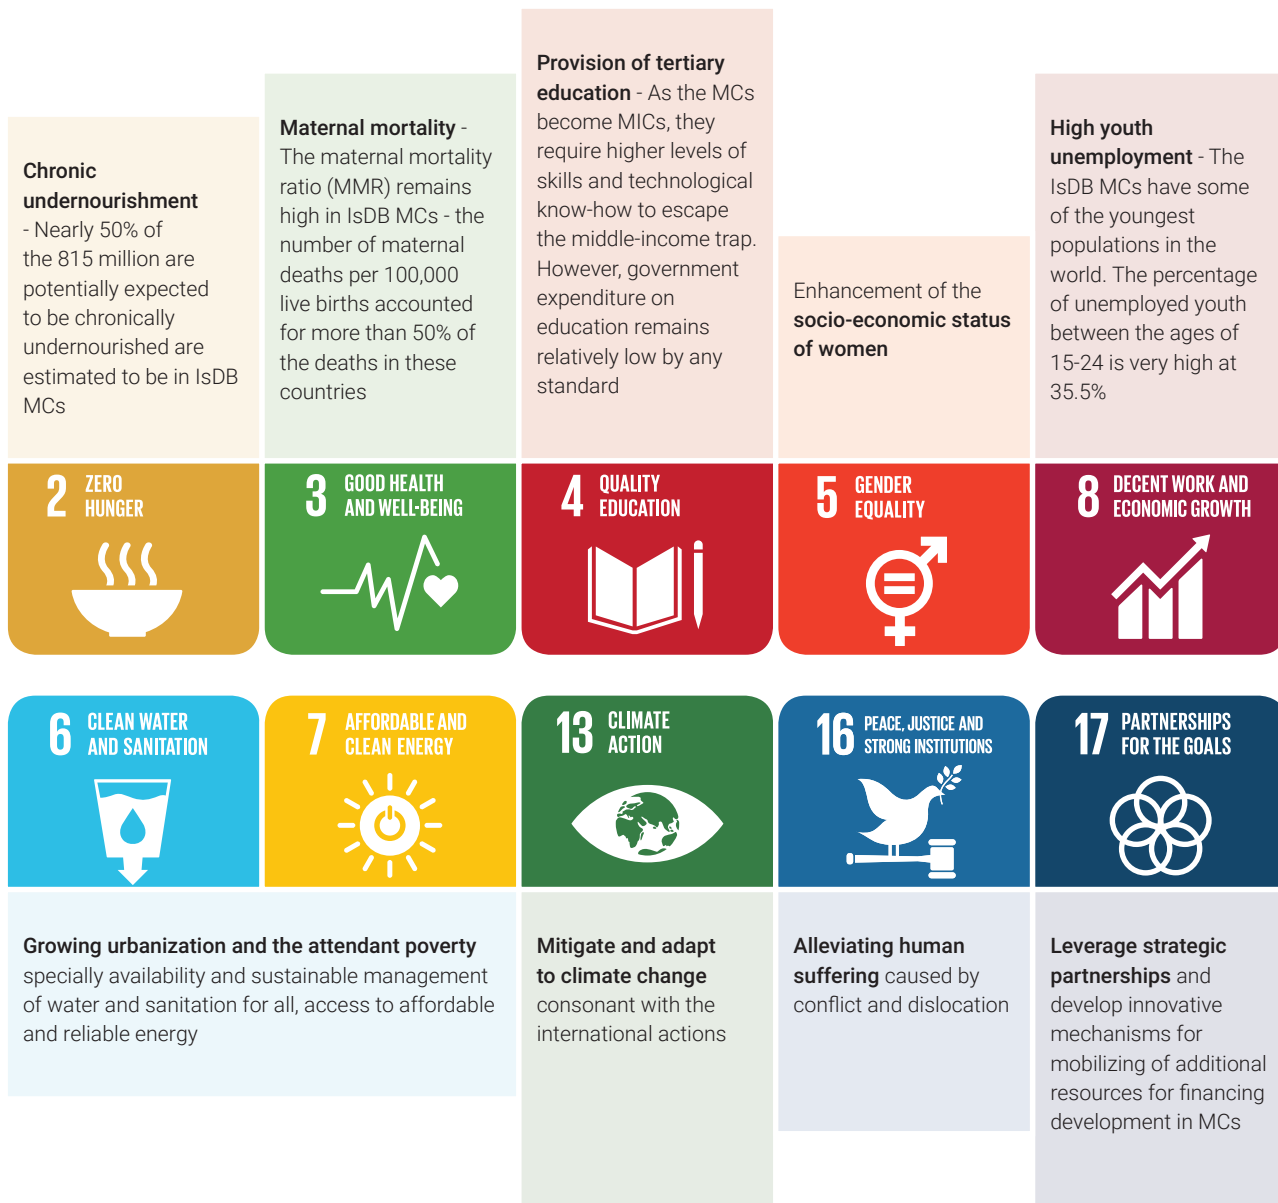 Chronic
undernourishment
- Nearly 50% of
the 815 million are
potentially expected
to be chronically
undernourished are
estimated to be in IsDB
MCs
Maternal mortality -
The maternal mortality
ratio (MMR) remains
high in IsDB MCs - the
number of maternal
deaths per 100,000
live births accounted
for more than 50% of
the deaths in these
countries
Provision of tertiary
education - As the MCs
become MICs, they
require higher levels of
skills and technological
know-how to escape
the middle-income trap.
However, government
expenditure on
education remains
relatively low by any
standard
Enhancement of the
socio-economic status
of women
High youth
unemployment - The
IsDB MCs have some
of the youngest
populations in the
world. The percentage
of unemployed youth
between the ages of
15-24 is very high at
35.5%
2 ZERO
HUNGER
3 GOOD HEALTH
AND WELL-BEING
4 QUALITY
EDUCATION
5 GENDER
EQUALITY
8 DECENT WORK AND
ECONOMIC GROWTH
6 CLEAN WATER
AND SANITATION
7 AFFORDABLE AND
CLEAN ENERGY
13 CLIMATE
ACTION
16 PEACE, JUSTICE AND
STRONG INSTITUTIONS
17 PARTNERSHIPS
FOR THE GOALS
Growing urbanization and the attendant poverty
specially availability and sustainable management
of water and sanitation for all, access to affordable
and reliable energy
Mitigate and adapt
to climate change
consonant with the
international actions
Alleviating human
suffering caused by
conflict and dislocation
Leverage strategic
partnerships and
develop innovative
mechanisms for
mobilizing of additional
resources for financing
development in MCs